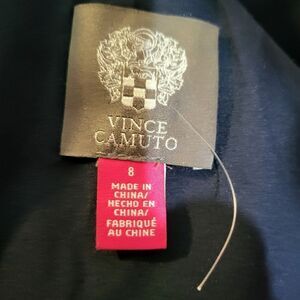 VINCE
CAMUTO
8
MADE IN
CHINA/
HECHO EN
CHINA/
FABRIQUÉ
AU CHINE